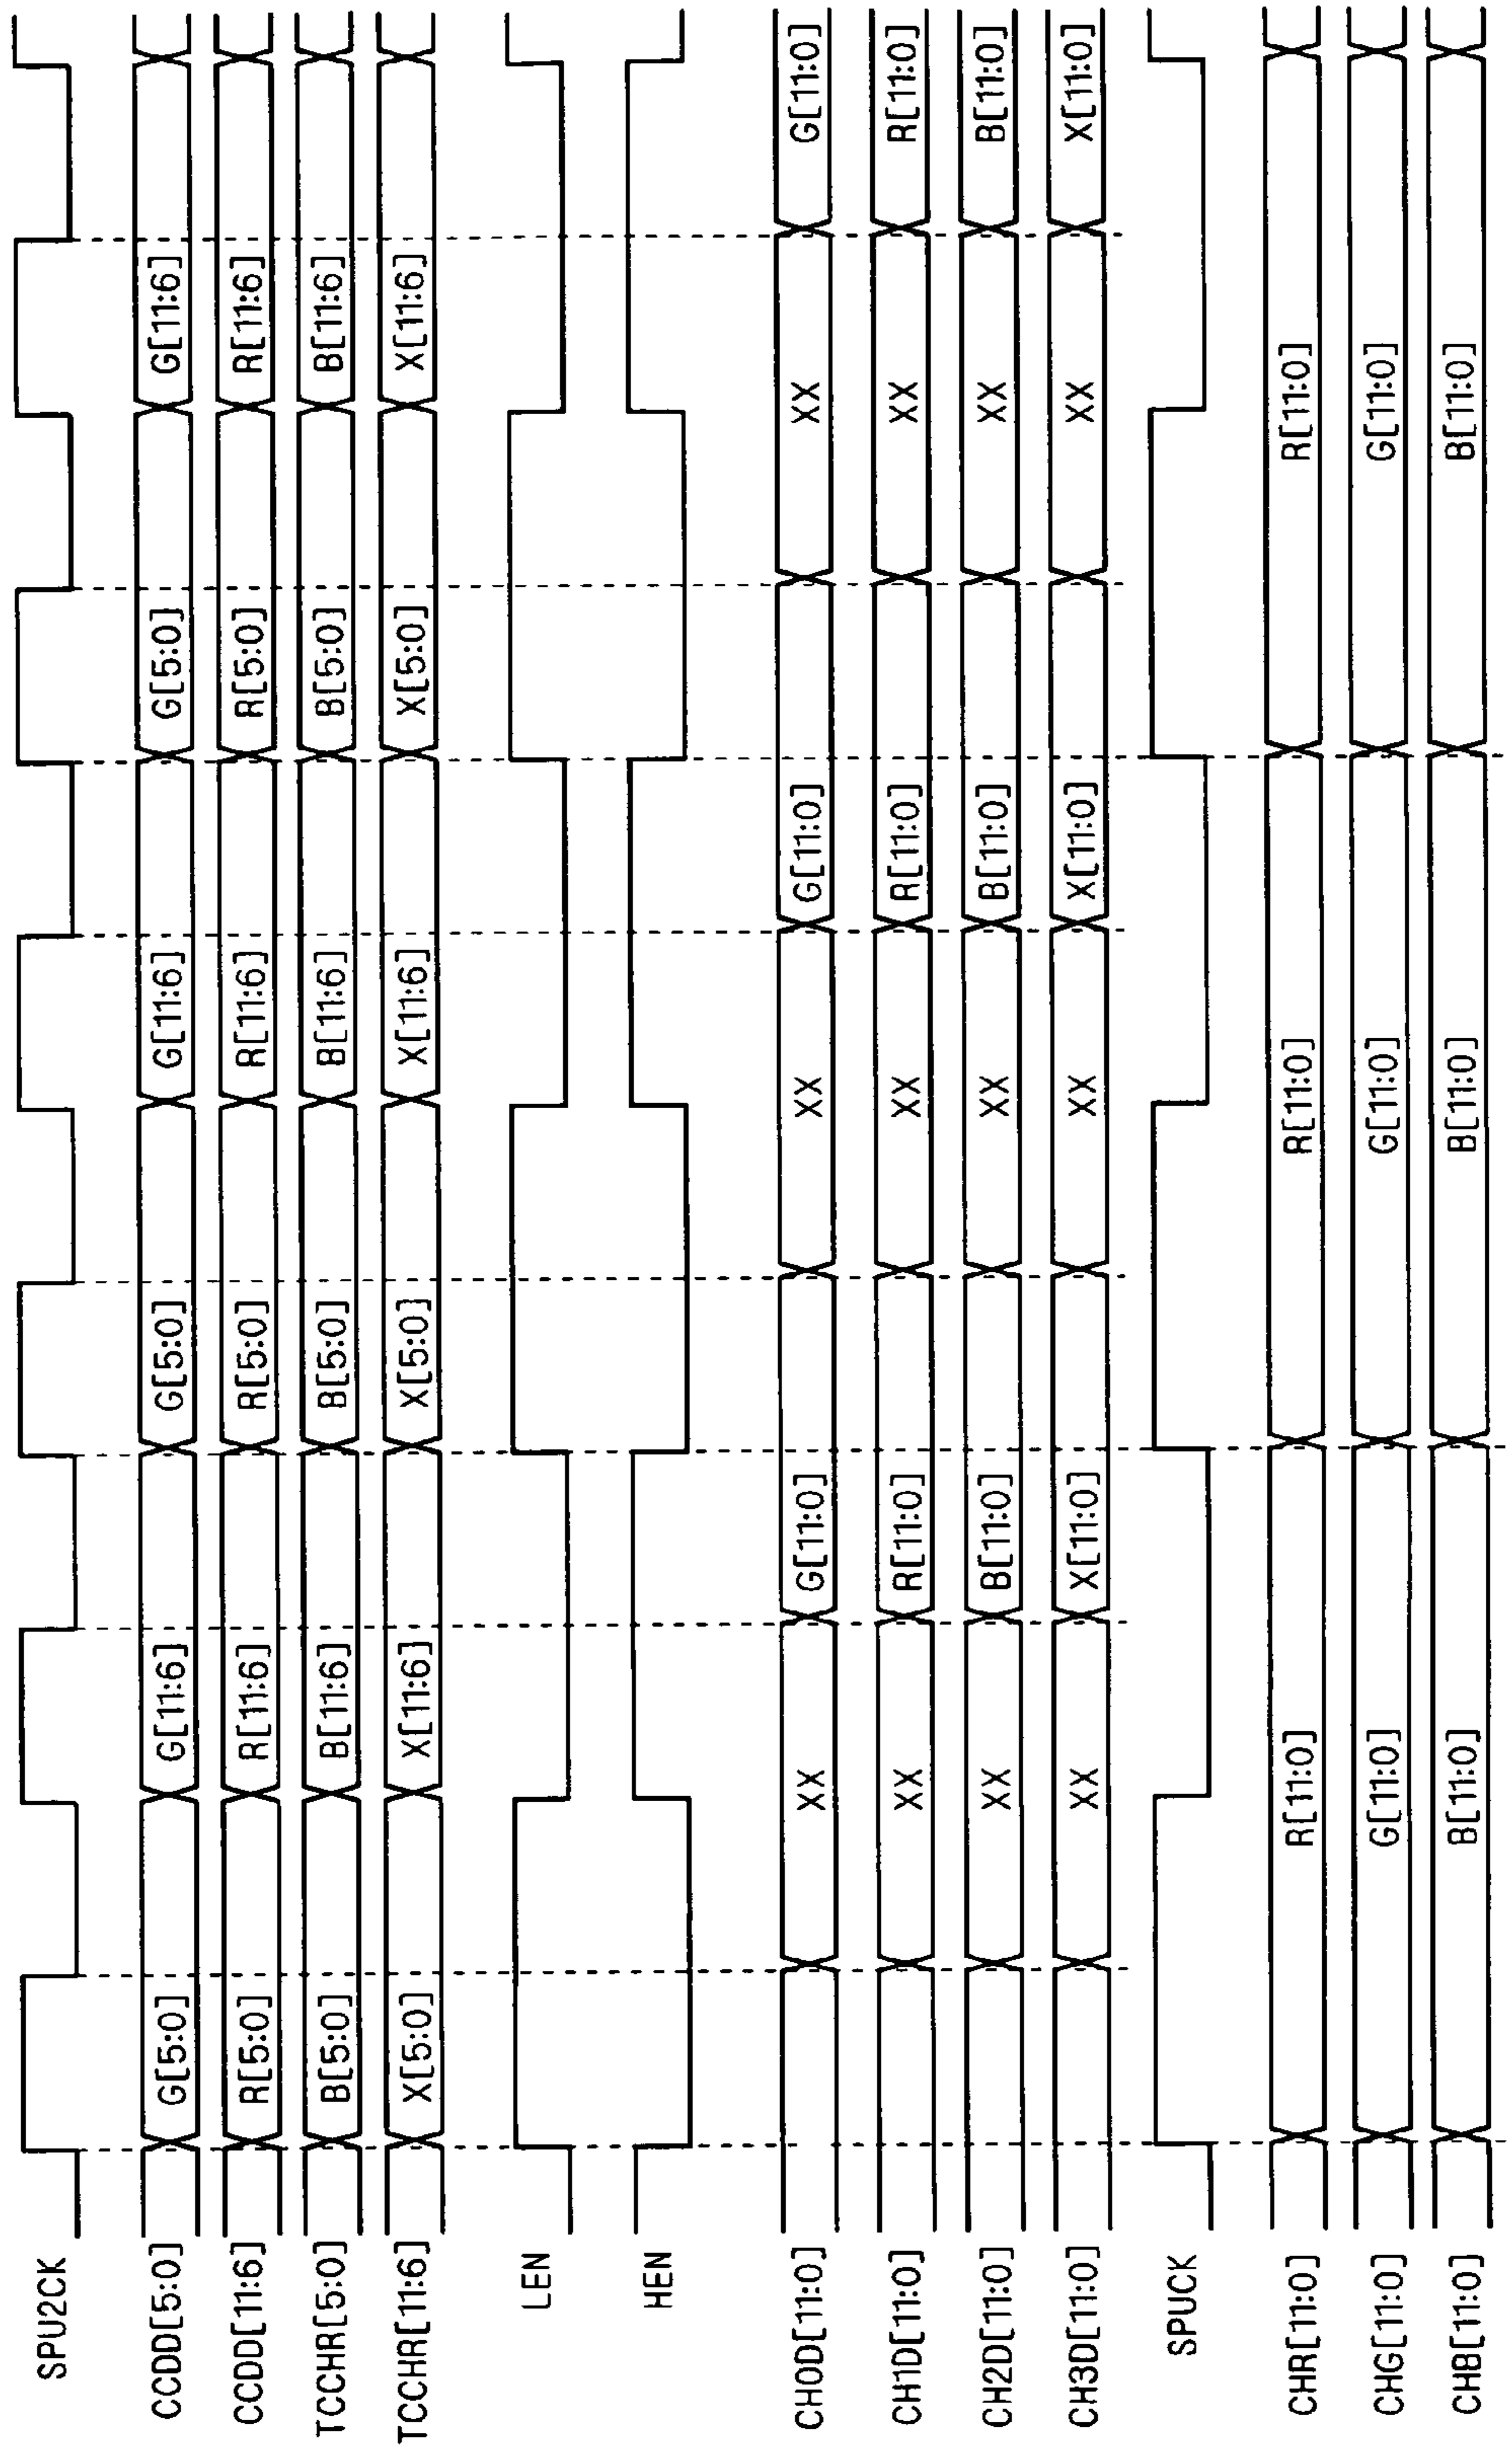 SPU2CK
CCDD[5:0] G[5:0] G[11:6] G[5:0] G[11:6] G[5:0] G[11:6]
CCDD[11:6] R[5:0] R[11:6] R[5:0] R[11:6] R[5:0] R[11:6]
TCCHR[5:0] B[5:0] B[11:6] B[5:0] B[11:6] B[5:0] B[11:6]
TCCHR[11:6] X[5:0] X[11:6] X[5:0] X[11:6] X[5:0] X[11:6]
LEN
HEN
CH0D[11:0] XX G[11:0] XX G[11:0] XX G[11:0]
CH1D[11:0] XX R[11:0] XX R[11:0] XX R[11:0]
CH2D[11:0] XX B[11:0] XX B[11:0] XX B[11:0]
CH3D[11:0] XX X[11:0] XX X[11:0] XX X[11:0]
SPUCK
CHR[11:0] R[11:0] R[11:0] R[11:0]
CHG[11:0] G[11:0] G[11:0] G[11:0]
CHB[11:0] B[11:0] B[11:0] B[11:0]